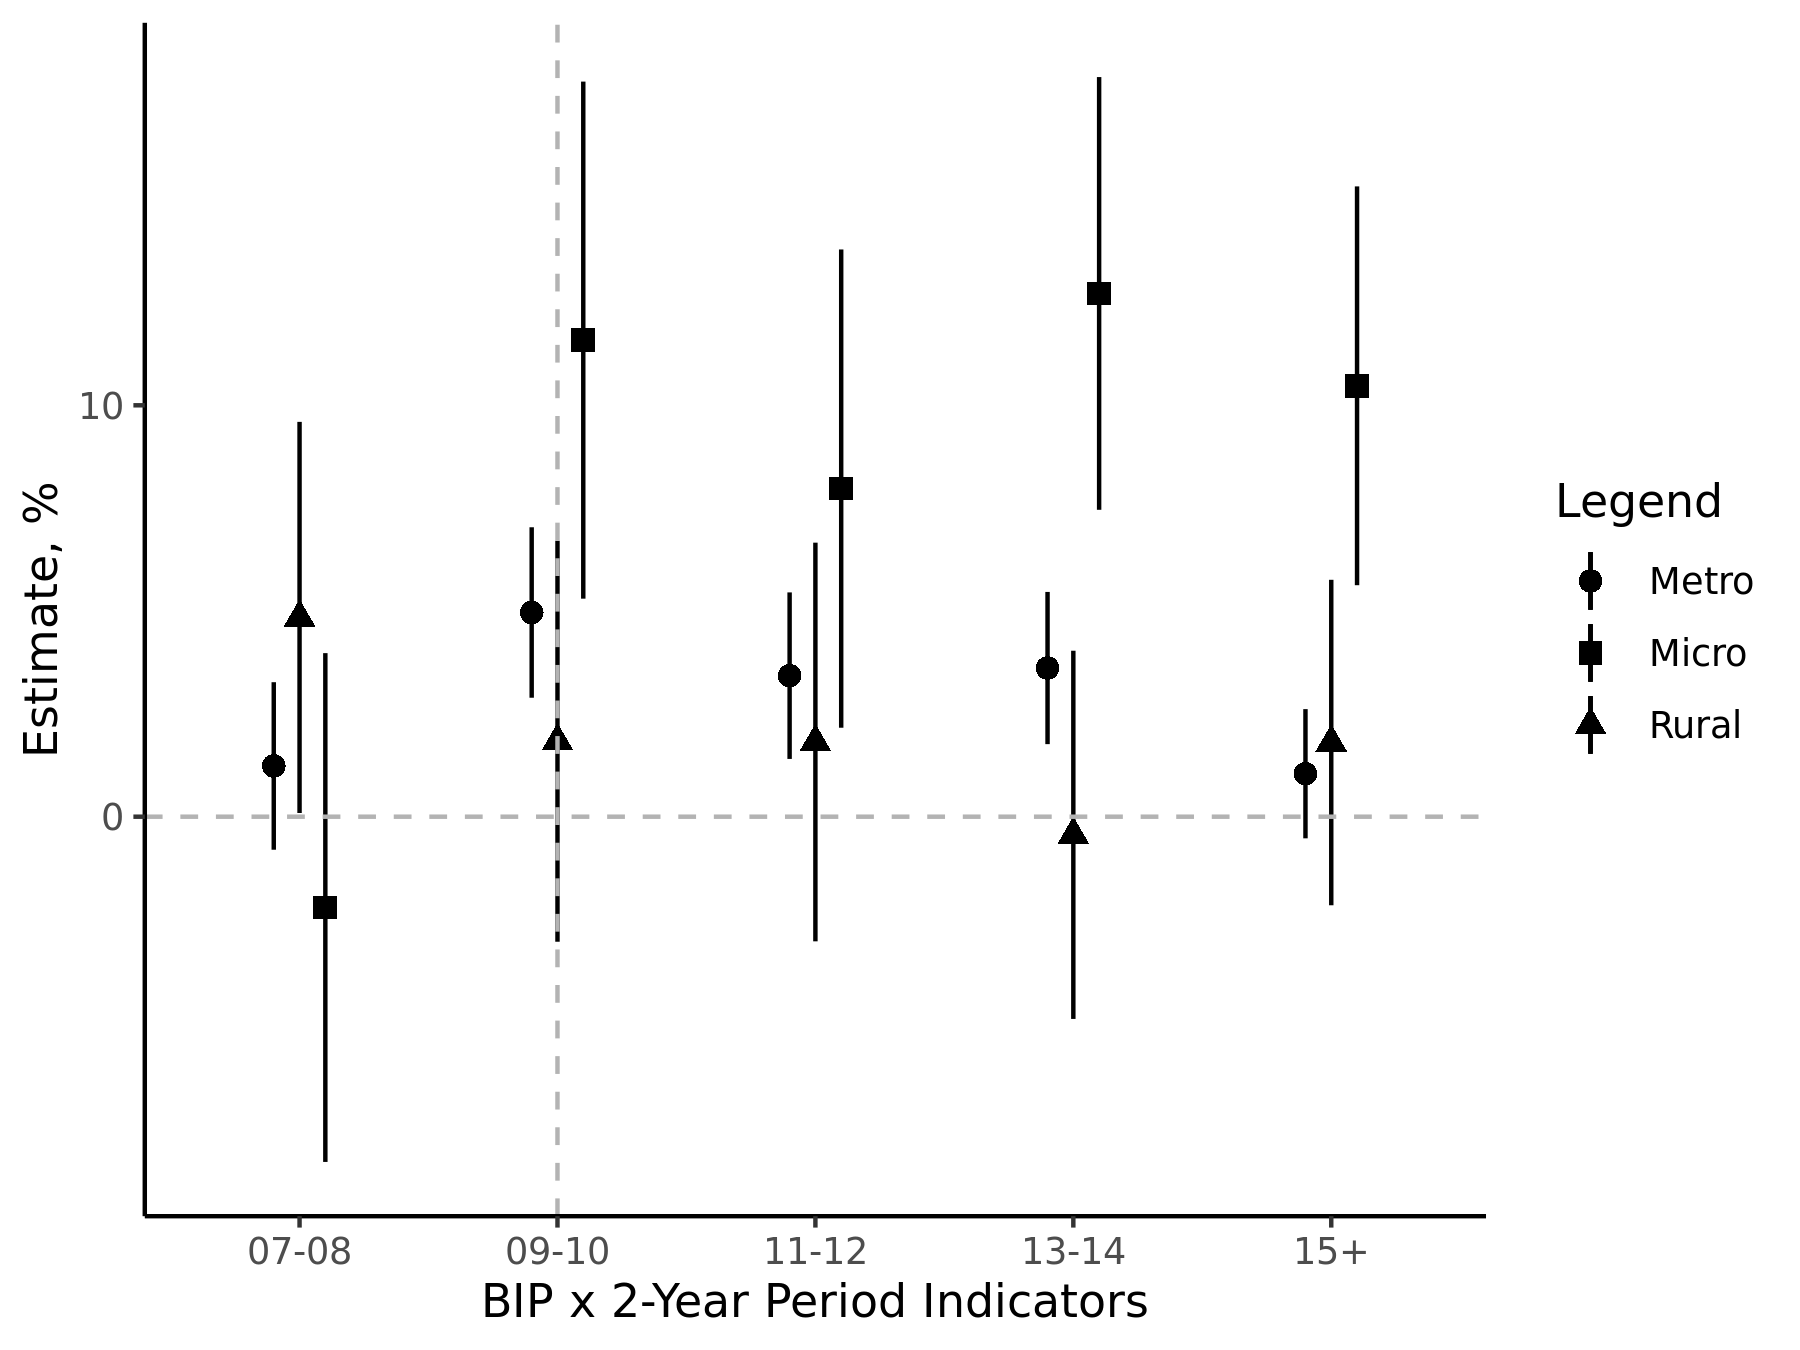 Estimate, %
10
0
07-08
09-10
11-12
13-14
15+
BIP x 2-Year Period Indicators
Legend
Metro
Micro
Rural